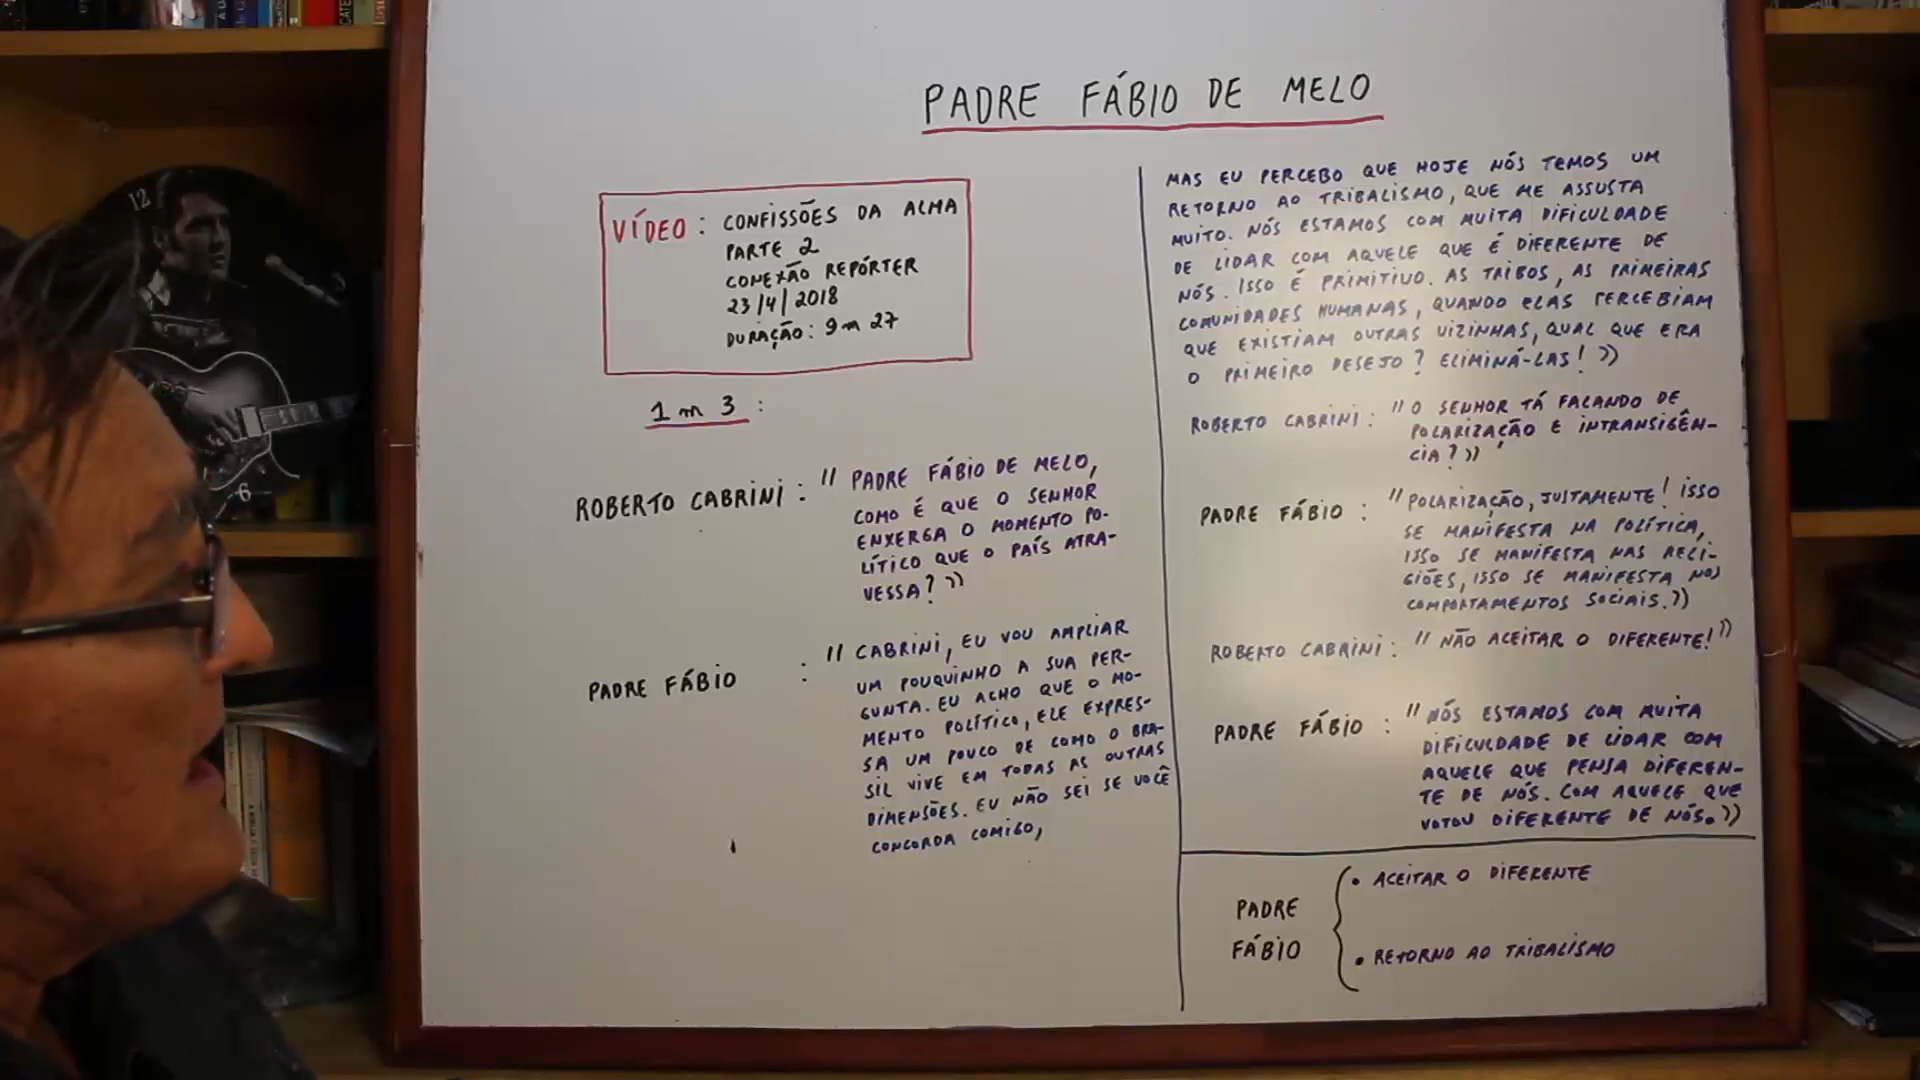 PADRE FÁBIO DE MELO
VÍDEO: CONFISSÕES DA ALMA
PARTE 2
CONEXÃO REPÓRTER
23/4/2018
DURAÇÃO: 9m 27
1m 3:
ROBERTO CABRINI: "PADRE FÁBIO DE MELO,
COMO É QUE O SENHOR
ENXERGA O MOMENTO PO-
LÍTICO QUE O PAÍS ATRA-
VESSA?"
PADRE FÁBIO : "CABRINI, EU VOU AMPLIAR
UM POUQUINHO A SUA PER-
GUNTA. EU ACHO QUE O MO-
MENTO POLÍTICO, ELE EXPRES-
SA UM POUCO DE COMO O BRA-
SIL VIVE EM TODAS AS OUTRAS
DIMENSÕES. EU NÃO SEI SE VOCÊ
CONCORDA COMIGO,
MAS EU PERCEBO QUE HOJE NÓS TEMOS UM
RETORNO AO TRIBALISMO, QUE ME ASSUSTA
MUITO. NÓS ESTAMOS COM MUITA DIFICULDADE
DE LIDAR COM AQUELE QUE É DIFERENTE DE
NÓS. ISSO É PRIMITIVO. AS TRIBOS, AS PRIMEIRAS
COMUNIDADES HUMANAS, QUANDO ELAS PERCEBIAM
QUE EXISTIAM OUTRAS VIZINHAS, QUAL QUE ERA
O PRIMEIRO DESEJO? ELIMINÁ-LAS!"
ROBERTO CABRINI: "O SENHOR TÁ FALANDO DE
POLARIZAÇÃO E INTRANSIGÊN-
CIA?"
PADRE FÁBIO : "POLARIZAÇÃO, JUSTAMENTE! ISSO
SE MANIFESTA NA POLÍTICA,
ISSO SE MANIFESTA NAS RELI-
GIÕES, ISSO SE MANIFESTA NOS
COMPORTAMENTOS SOCIAIS."
ROBERTO CABRINI: "NÃO ACEITAR O DIFERENTE!"
PADRE FÁBIO : "NÓS ESTAMOS COM MUITA
DIFICULDADE DE LIDAR COM
AQUELE QUE PENSA DIFEREN-
TE DE NÓS. COM AQUELE QUE
VOTOU DIFERENTE DE NÓS."
PADRE
FÁBIO
• ACEITAR O DIFERENTE
• RETORNO AO TRIBALISMO
12
6